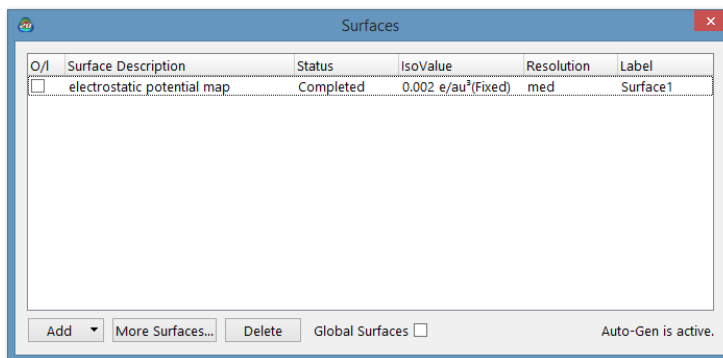 Surfaces
O/I Surface Description Status IsoValue Resolution Label
electrostatic potential map Completed 0.002 e/au³(Fixed) med Surface1
Add More Surfaces... Delete Global Surfaces Auto-Gen is active.